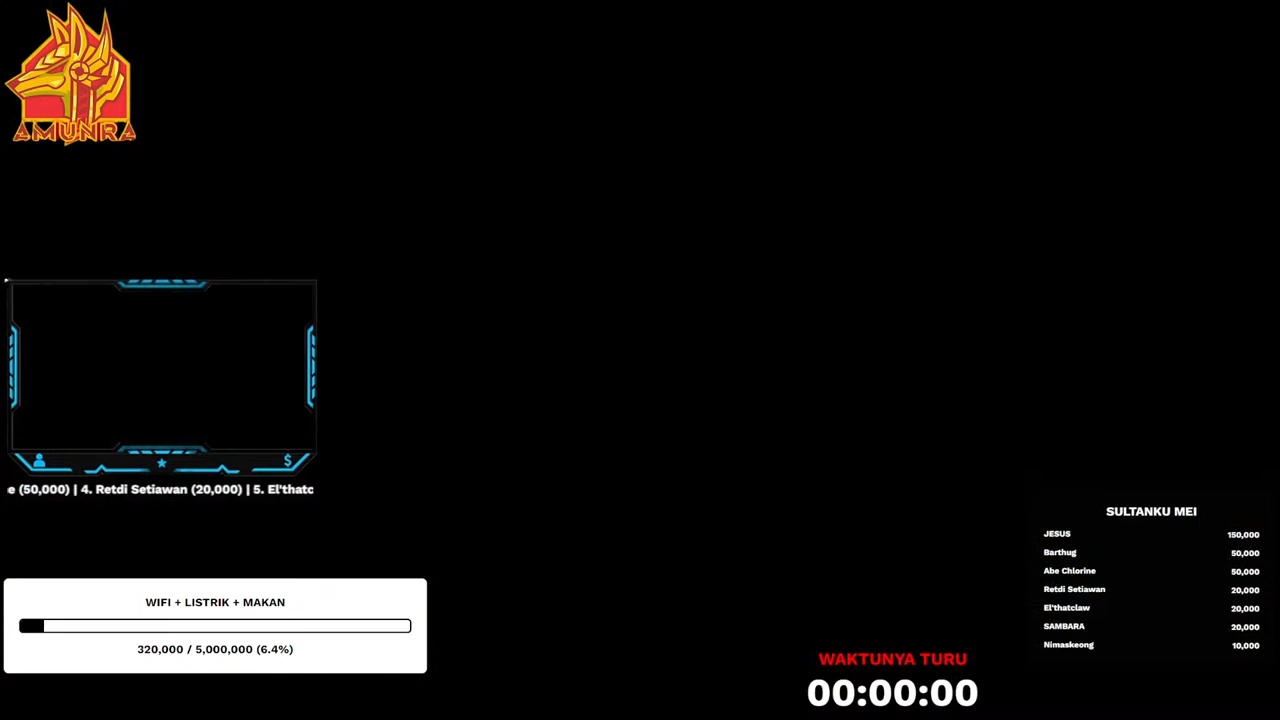 AMUNRA
e (50,000) | 4. Retdi Setiawan (20,000) | 5. El'thatc
WIFI + LISTRIK + MAKAN
320,000 / 5,000,000 (6.4%)
WAKTUNYA TURU
00:00:00
SULTANKU MEI
JESUS 150,000
Barthug 50,000
Abe Chlorine 50,000
Retdi Setiawan 20,000
El'thatclaw 20,000
SAMBARA 20,000
Nimaskeong 10,000